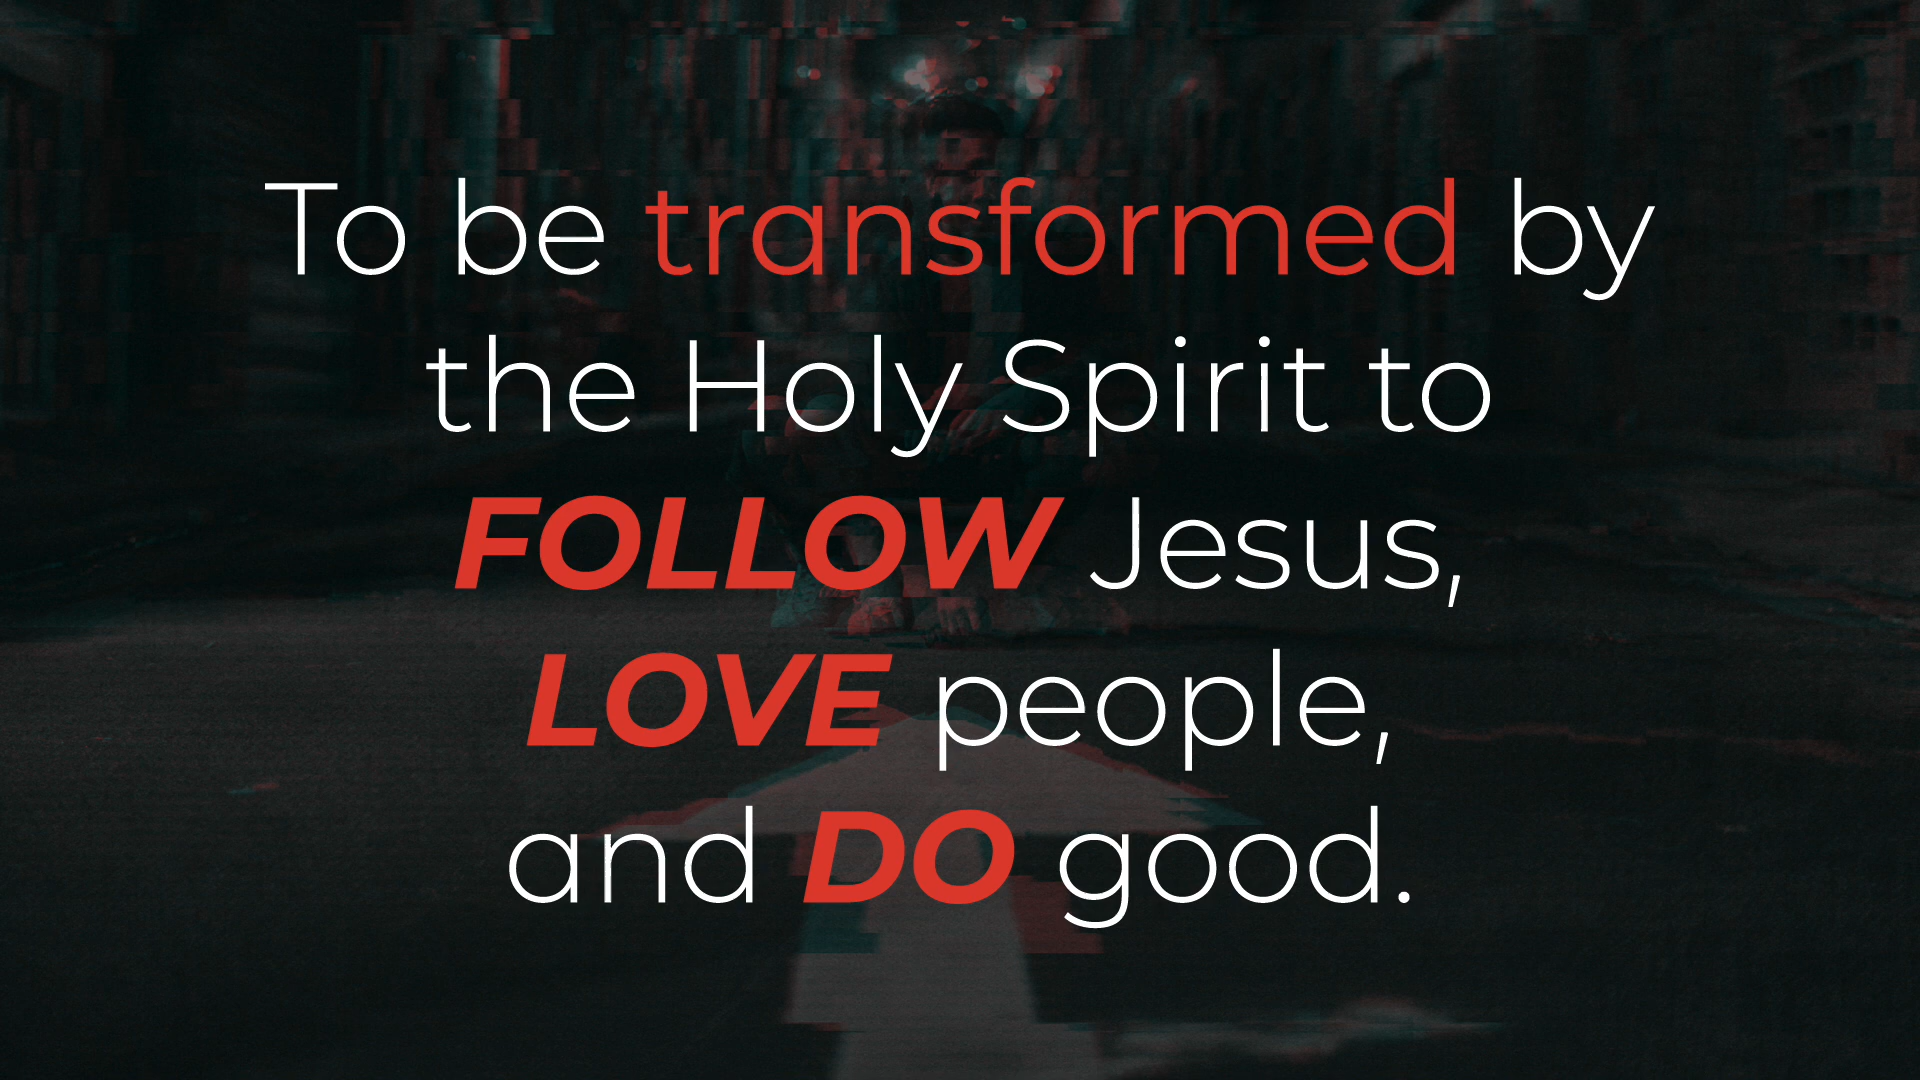 To be transformed by
the Holy Spirit to
FOLLOW Jesus,
LOVE people,
and DO good.